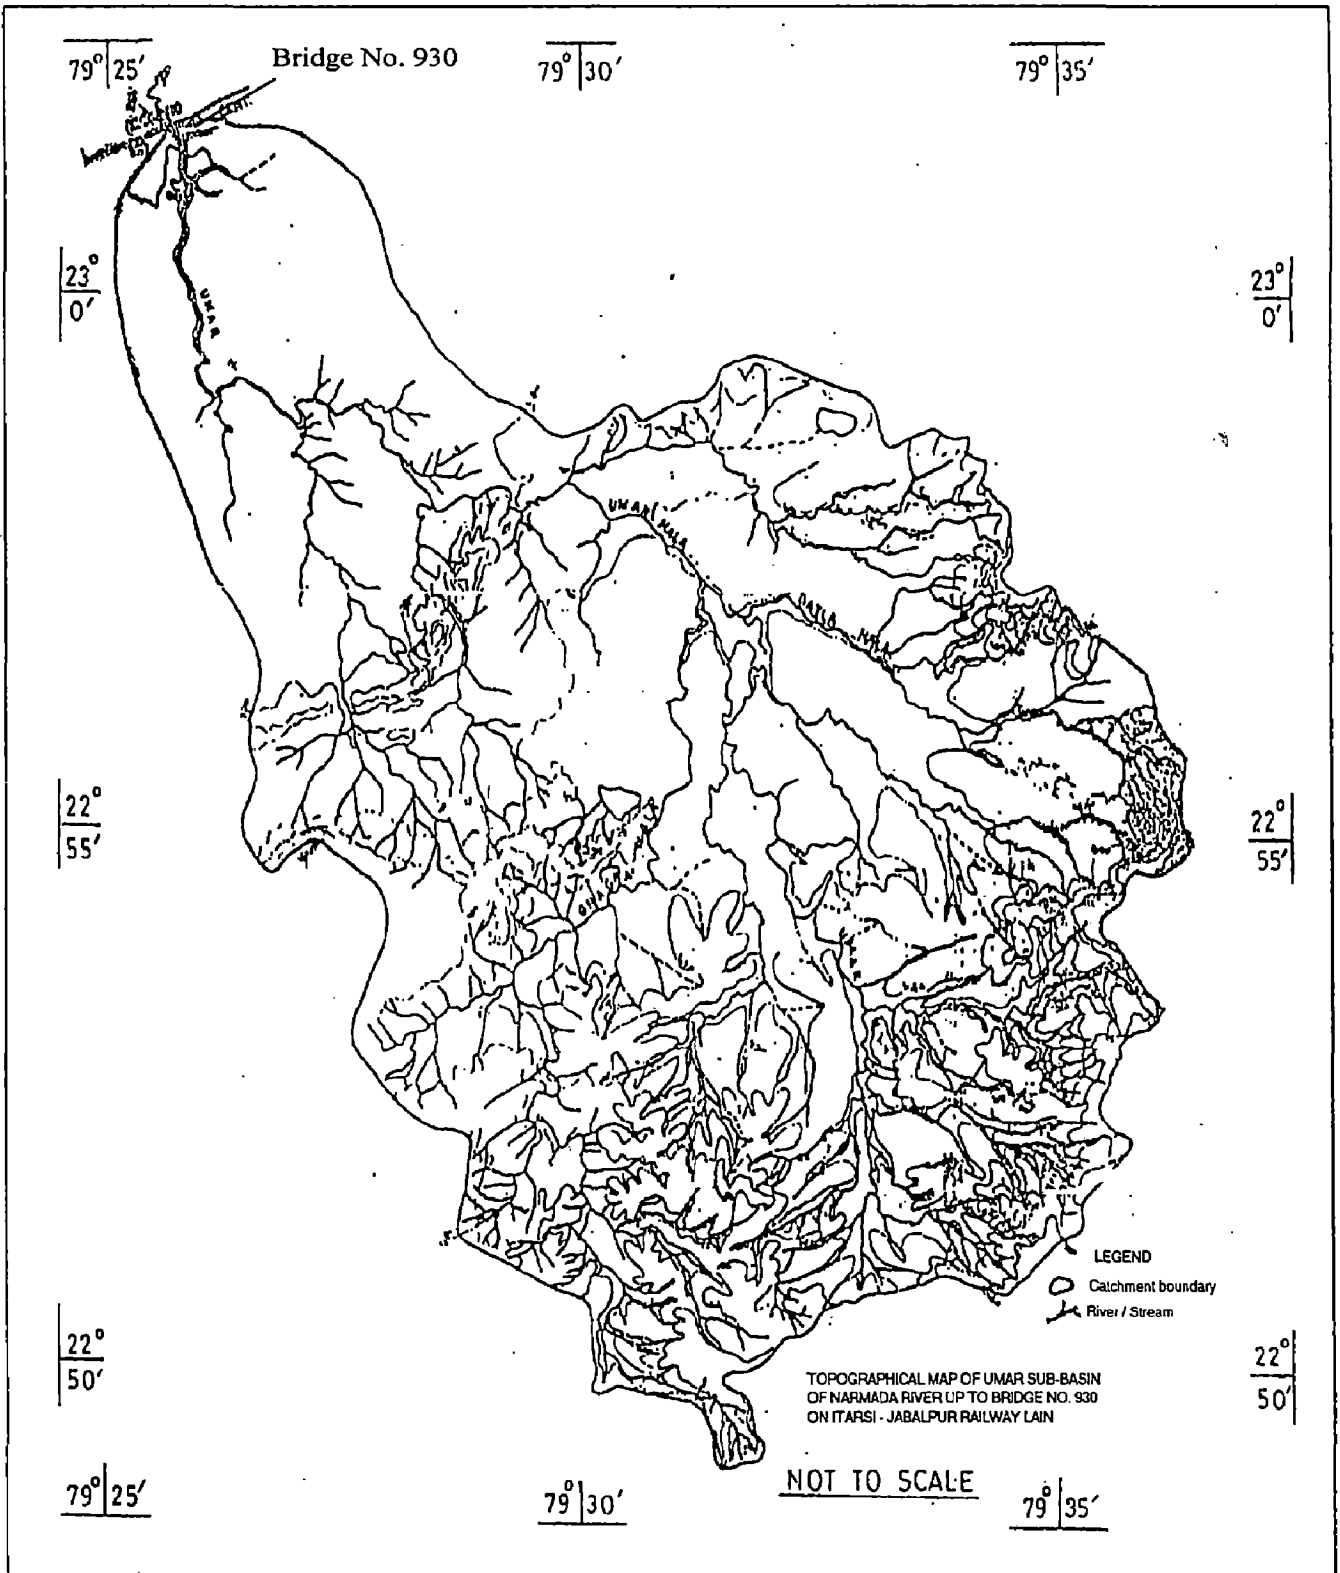 Bridge No. 930
79° 25′
79° 30′
79° 35′
23° 0′
23° 0′
UMAR
UMAR NALA
NALA
22° 55′
22° 55′
LEGEND
Catchment boundary
River / Stream
22° 50′
22° 50′
TOPOGRAPHICAL MAP OF UMAR SUB-BASIN
OF NARMADA RIVER UP TO BRIDGE NO. 930
ON ITARSI - JABALPUR RAILWAY LAIN
NOT TO SCALE
79° 25′
79° 30′
79° 35′